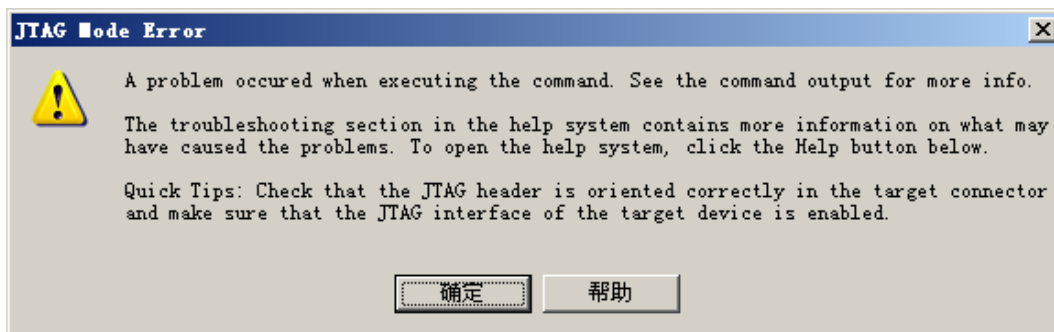 JTAG Mode Error
A problem occured when executing the command. See the command output for more info.
The troubleshooting section in the help system contains more information on what may
have caused the problems. To open the help system, click the Help button below.
Quick Tips: Check that the JTAG header is oriented correctly in the target connector
and make sure that the JTAG interface of the target device is enabled.
确定 帮助